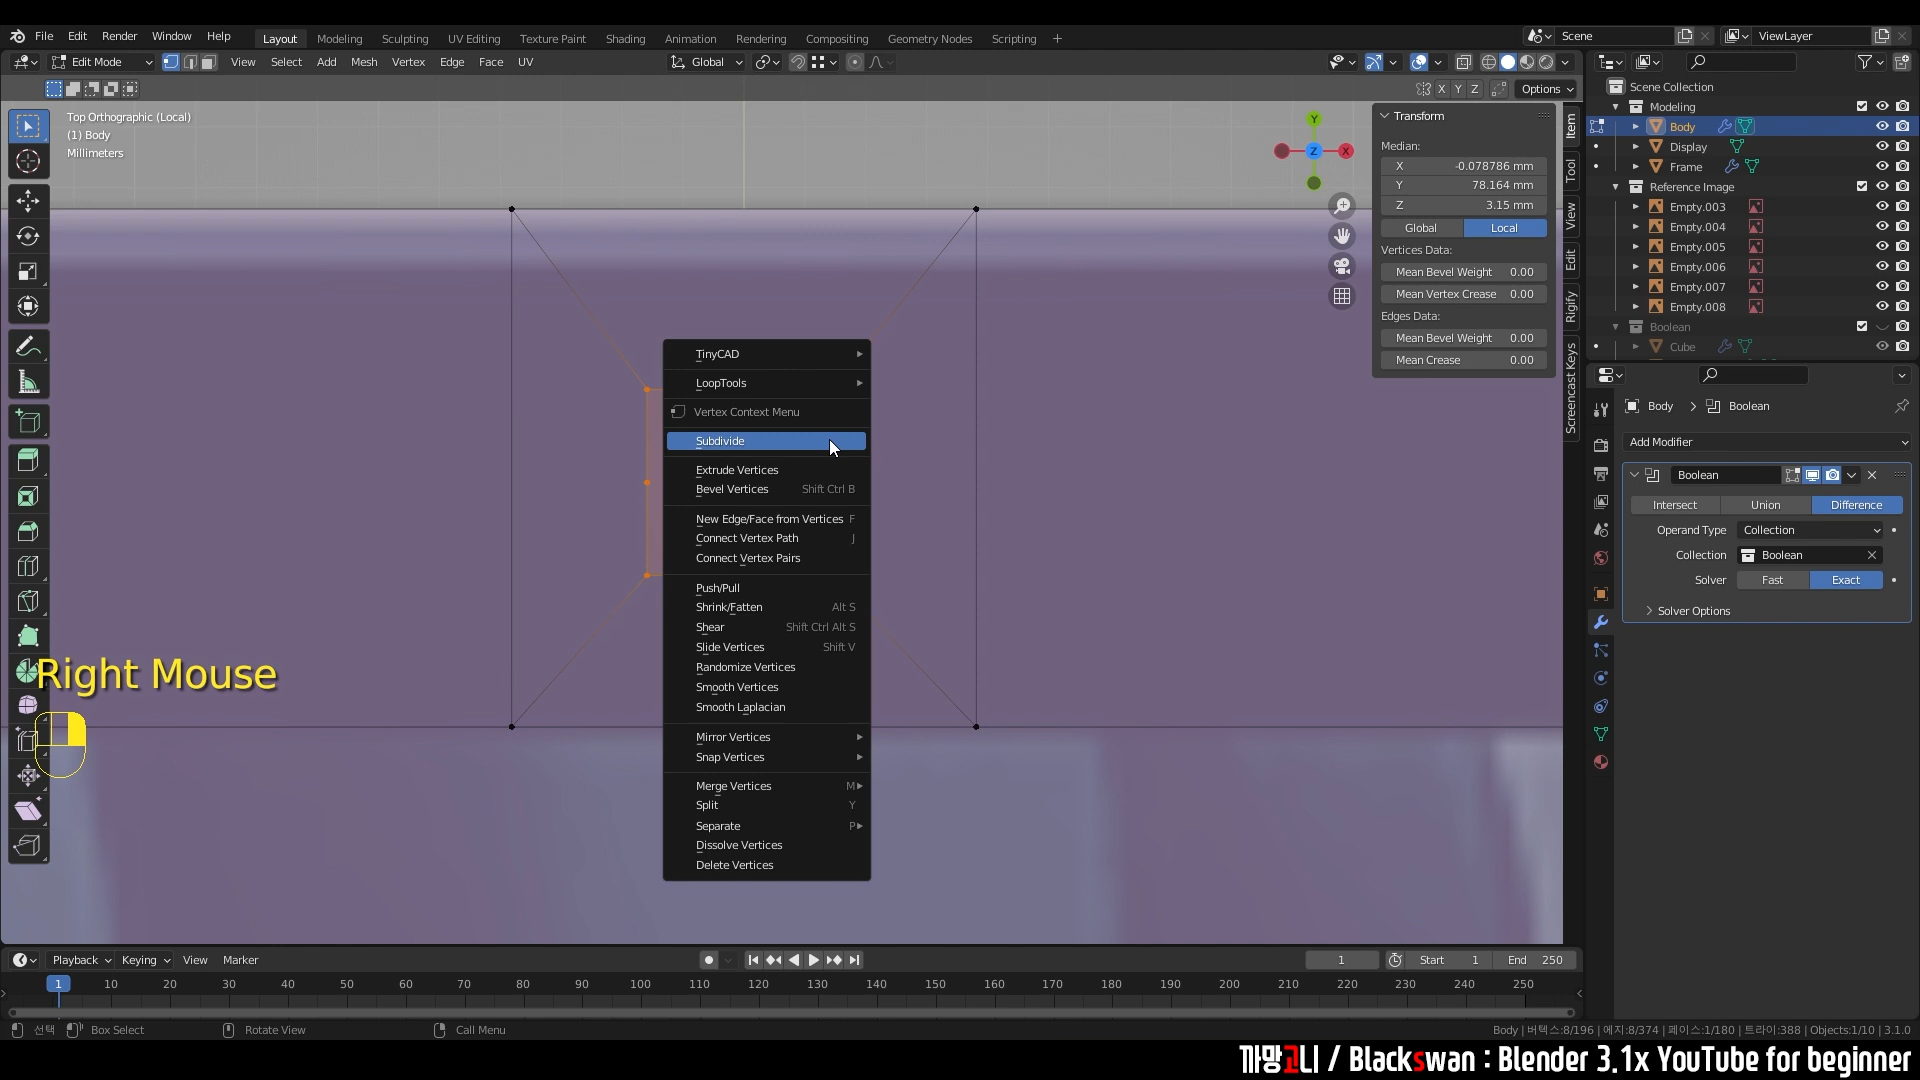 File Edit Render Window Help Layout Modeling Sculpting UV Editing Texture Paint Shading Animation Rendering Compositing Geometry Nodes Scripting + Scene ViewLayer
Edit Mode View Select Add Mesh Vertex Edge Face UV Global
X Y Z Options
Top Orthographic (Local)
(1) Body
Millimeters
Y
Z
X
Transform
Median:
X -0.078786 mm
Y 78.164 mm
Z 3.15 mm
Global Local
Vertices Data:
Mean Bevel Weight 0.00
Mean Vertex Crease 0.00
Edges Data:
Mean Bevel Weight 0.00
Mean Crease 0.00
Item
Tool
View
Edit
Rigify
Screencast Keys
Scene Collection
Modeling
Body
Display
Frame
Reference Image
Empty.003
Empty.004
Empty.005
Empty.006
Empty.007
Empty.008
Boolean
Cube
Body > Boolean
Add Modifier
Boolean
Intersect Union Difference
Operand Type Collection
Collection Boolean
Solver Fast Exact
Solver Options
TinyCAD
LoopTools
Vertex Context Menu
Subdivide
Extrude Vertices
Bevel Vertices Shift Ctrl B
New Edge/Face from Vertices F
Connect Vertex Path J
Connect Vertex Pairs
Push/Pull
Shrink/Fatten Alt S
Shear Shift Ctrl Alt S
Slide Vertices Shift V
Randomize Vertices
Smooth Vertices
Smooth Laplacian
Mirror Vertices
Snap Vertices
Merge Vertices M
Split Y
Separate P
Dissolve Vertices
Delete Vertices
Right Mouse
Playback Keying View Marker 1 Start 1 End 250
1 10 20 30 40 50 60 70 80 90 100 110 120 130 140 150 160 170 180 190 200 210 220 230 240 250
선택 Box Select Rotate View Call Menu Body | 버텍스:8/196 | 에지:8/374 | 페이스:1/180 | 트라이:388 | Objects:1/10 | 3.1.0
까망고니 / Blackswan : Blender 3.1x YouTube for beginner